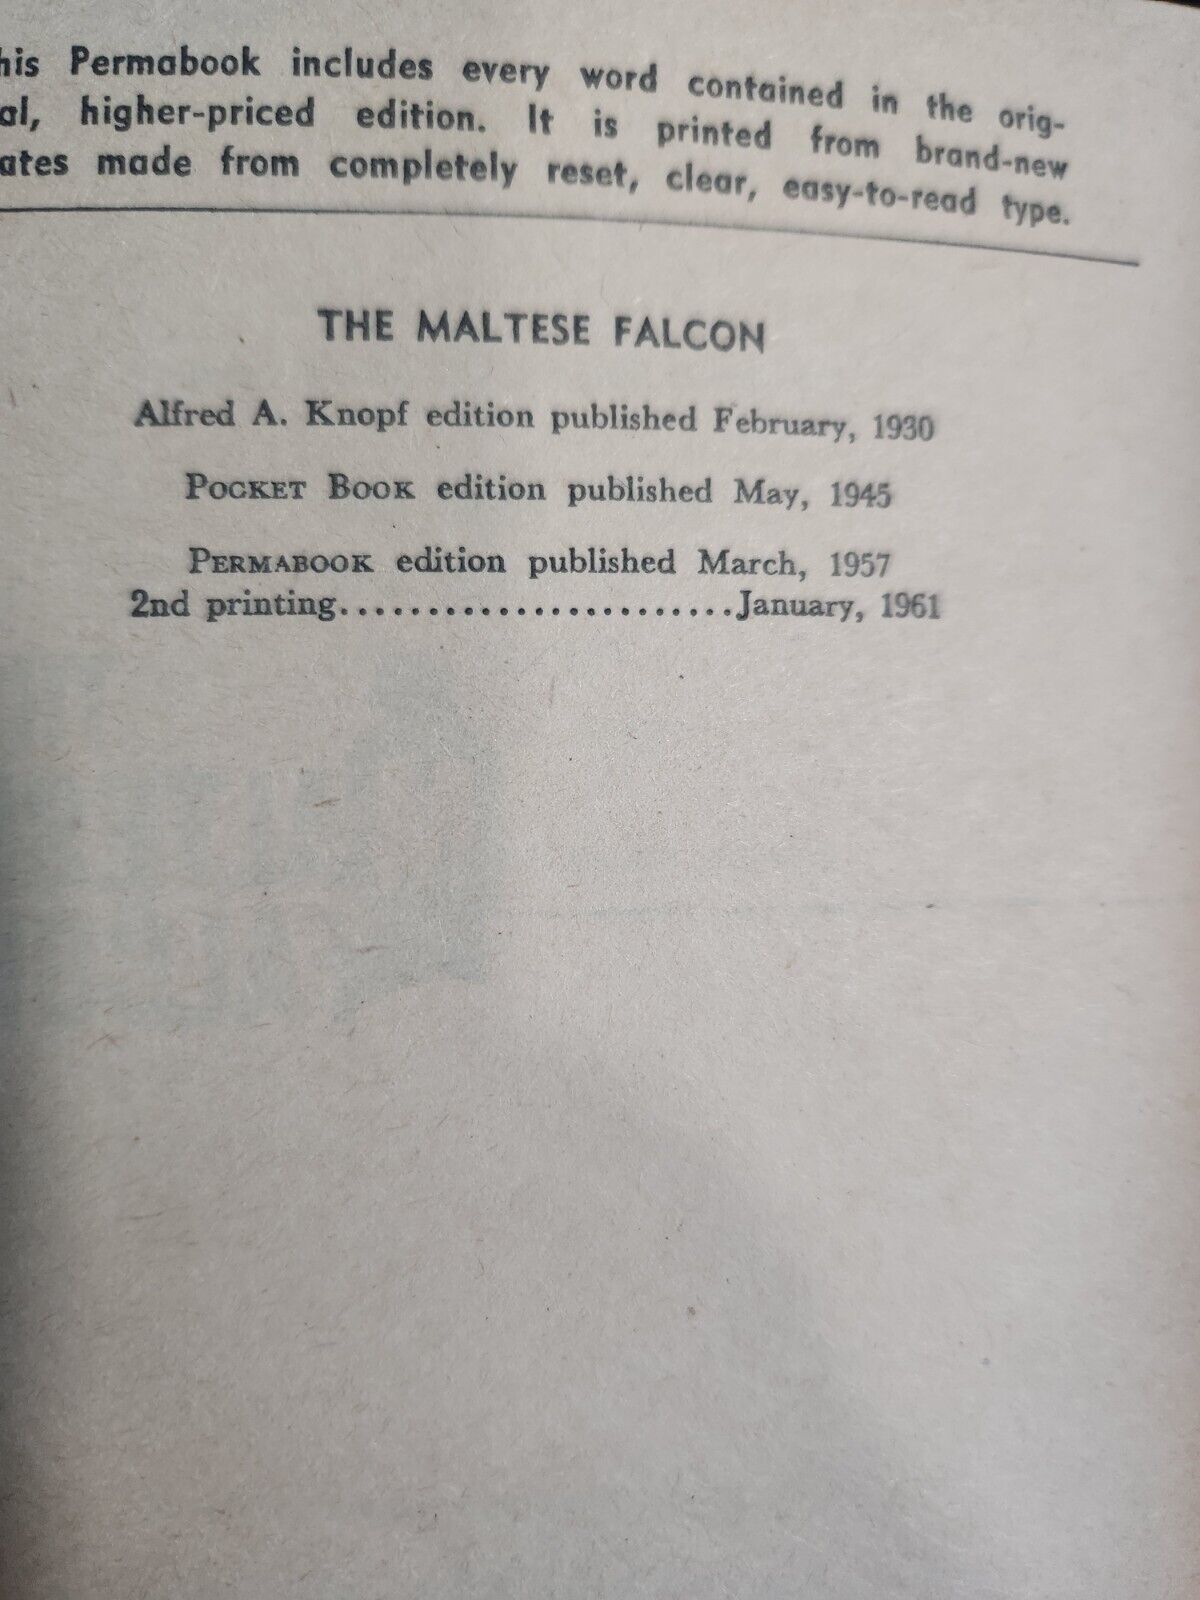 his Permabook includes every word contained in the orig-
al, higher-priced edition. It is printed from brand-new
ates made from completely reset, clear, easy-to-read type.
THE MALTESE FALCON
Alfred A. Knopf edition published February, 1930
POCKET BOOK edition published May, 1945
PERMABOOK edition published March, 1957
2nd printing........................January, 1961